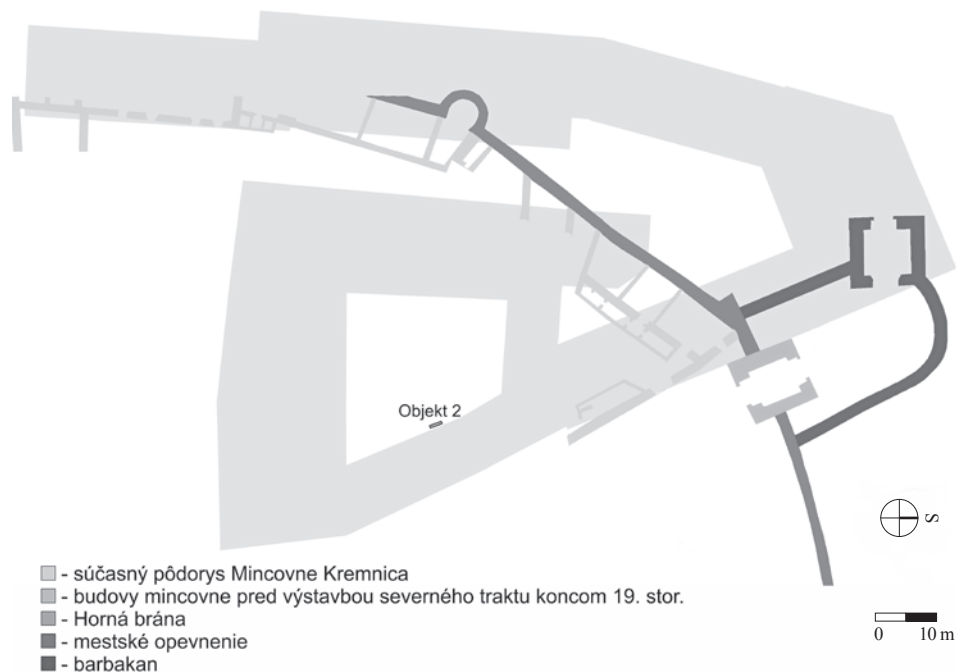 Objekt 2
S
- súčasný pôdorys Mincovne Kremnica
- budovy mincovne pred výstavbou severného traktu koncom 19. stor.
- Horná brána
- mestské opevnenie
- barbakan
0 10 m